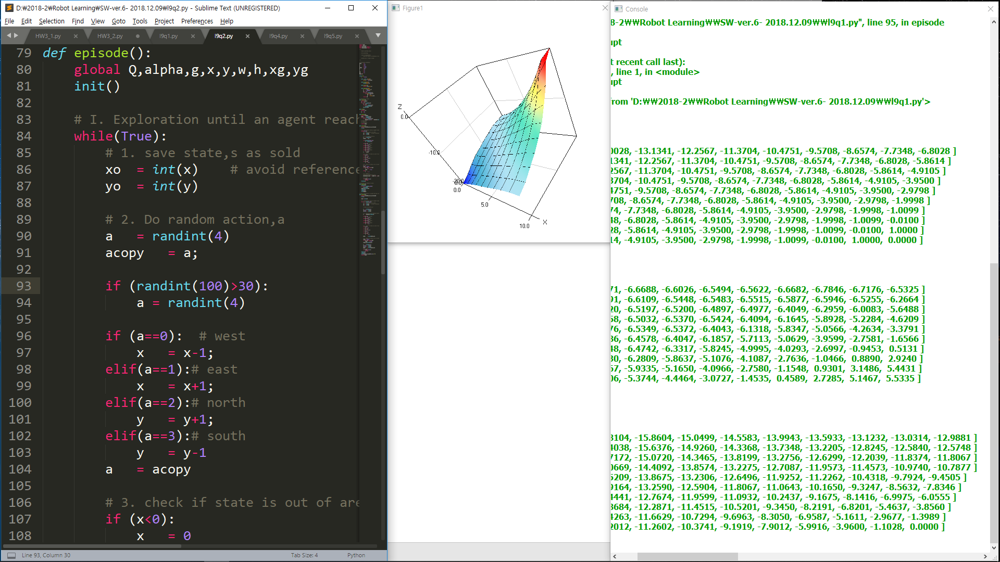 D:₩2018-2₩Robot Learning₩SW-ver.6- 2018.12.09₩l9q2.py - Sublime Text (UNREGISTERED)
File Edit Selection Find View Goto Tools Project Preferences Help
HW3_1.py HW3_2.py l9q1.py l9q2.py l9q4.py l9q5.py
79 def episode():
80 global Q,alpha,g,x,y,w,h,xg,yg
81 init()
82
83 # I. Exploration until an agent reach
84 while(True):
85 # 1. save state,s as sold
86 xo = int(x) # avoid reference
87 yo = int(y)
88
89 # 2. Do random action,a
90 a = randint(4)
91 acopy = a;
92
93 if (randint(100)>30):
94 a = randint(4)
95
96 if (a==0): # west
97 x = x-1;
98 elif(a==1):# east
99 x = x+1;
100 elif(a==2):# north
101 y = y+1;
102 elif(a==3):# south
103 y = y-1
104 a = acopy
105
106 # 3. check if state is out of are
107 if (x<0):
108 x = 0
Line 93, Column 30 Tab Size: 4 Python
Figure1
Z
0.0
-10.0
0.0
5.0
10.0
X
Console
8-2₩₩Robot Learning₩₩SW-ver.6- 2018.12.09₩₩l9q1.py", line 95, in episode
upt
t recent call last):
, line 1, in <module>
upt
from 'D:₩₩2018-2₩₩Robot Learning₩₩SW-ver.6- 2018.12.09₩₩l9q1.py'>
0028, -13.1341, -12.2567, -11.3704, -10.4751, -9.5708, -8.6574, -7.7348, -6.8028 ]
1341, -12.2567, -11.3704, -10.4751, -9.5708, -8.6574, -7.7348, -6.8028, -5.8614 ]
2567, -11.3704, -10.4751, -9.5708, -8.6574, -7.7348, -6.8028, -5.8614, -4.9105 ]
3704, -10.4751, -9.5708, -8.6574, -7.7348, -6.8028, -5.8614, -4.9105, -3.9500 ]
4751, -9.5708, -8.6574, -7.7348, -6.8028, -5.8614, -4.9105, -3.9500, -2.9798 ]
708, -8.6574, -7.7348, -6.8028, -5.8614, -4.9105, -3.9500, -2.9798, -1.9998 ]
74, -7.7348, -6.8028, -5.8614, -4.9105, -3.9500, -2.9798, -1.9998, -1.0099 ]
48, -6.8028, -5.8614, -4.9105, -3.9500, -2.9798, -1.9998, -1.0099, -0.0100 ]
28, -5.8614, -4.9105, -3.9500, -2.9798, -1.9998, -1.0099, -0.0100, 1.0000 ]
14, -4.9105, -3.9500, -2.9798, -1.9998, -1.0099, -0.0100, 1.0000, 0.0000 ]
71, -6.6688, -6.6026, -6.5494, -6.5622, -6.6682, -6.7846, -6.7176, -6.5325 ]
91, -6.6109, -6.5448, -6.5483, -6.5515, -6.5877, -6.5946, -6.5255, -6.2664 ]
20, -6.5197, -6.5200, -6.4897, -6.4977, -6.4049, -6.2959, -6.0083, -5.6488 ]
58, -6.5032, -6.5370, -6.5424, -6.4094, -6.1645, -5.8928, -5.2284, -4.6209 ]
76, -6.5349, -6.5372, -6.4043, -6.1318, -5.8347, -5.0566, -4.2634, -3.3791 ]
36, -6.4578, -6.4047, -6.1857, -5.7113, -5.0629, -3.9599, -2.7581, -1.6566 ]
48, -6.4742, -6.3317, -5.8245, -4.9995, -4.0293, -2.6997, -0.9453, 0.5131 ]
30, -6.2809, -5.8637, -5.1076, -4.1087, -2.7636, -1.0466, 0.8890, 2.9240 ]
57, -5.9335, -5.1650, -4.0966, -2.7580, -1.1548, 0.9301, 3.1486, 5.4431 ]
06, -5.3744, -4.4464, -3.0727, -1.4535, 0.4589, 2.7285, 5.1467, 5.5335 ]
3104, -15.8604, -15.0499, -14.5583, -13.9943, -13.5933, -13.1232, -13.0314, -12.9881 ]
4038, -15.6376, -14.9260, -14.3368, -13.7348, -13.2205, -12.8245, -12.5840, -12.5748 ]
7172, -15.0720, -14.3465, -13.8199, -13.2756, -12.6299, -12.2039, -11.8374, -11.8067 ]
0669, -14.4092, -13.8574, -13.2275, -12.7087, -11.9573, -11.4573, -10.9740, -10.7877 ]
5209, -13.8675, -13.2306, -12.6496, -11.9252, -11.2262, -10.4318, -9.7924, -9.4505 ]
9164, -13.2590, -12.5904, -11.8067, -11.0643, -10.1650, -9.3247, -8.5632, -7.8346 ]
4441, -12.7674, -11.9599, -11.0932, -10.2437, -9.1675, -8.1416, -6.9975, -6.0555 ]
8684, -12.2871, -11.4515, -10.5201, -9.3450, -8.2191, -6.8201, -5.4637, -3.8560 ]
4263, -11.6629, -10.7294, -9.6963, -8.3050, -6.9587, -5.1611, -2.9677, -1.3989 ]
2012, -11.2602, -10.3741, -9.1919, -7.9012, -5.9916, -3.9600, -1.1028, 0.0000 ]